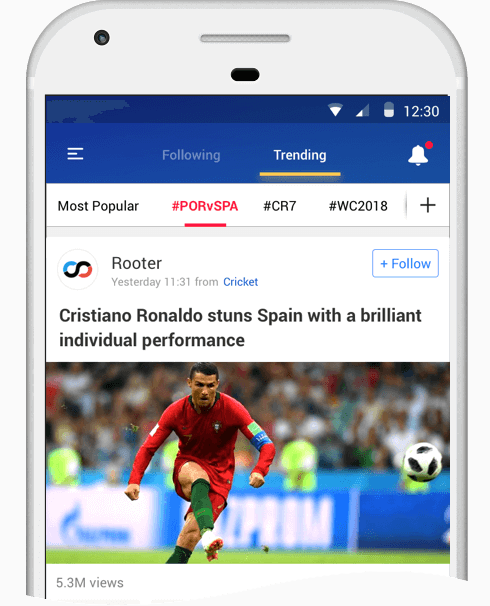 12:30
Following Trending
Most Popular #PORvSPA #CR7 #WC2018 +
Rooter
+ Follow
Yesterday 11:31 from Cricket
Cristiano Ronaldo stuns Spain with a brilliant
individual performance
5.3M views